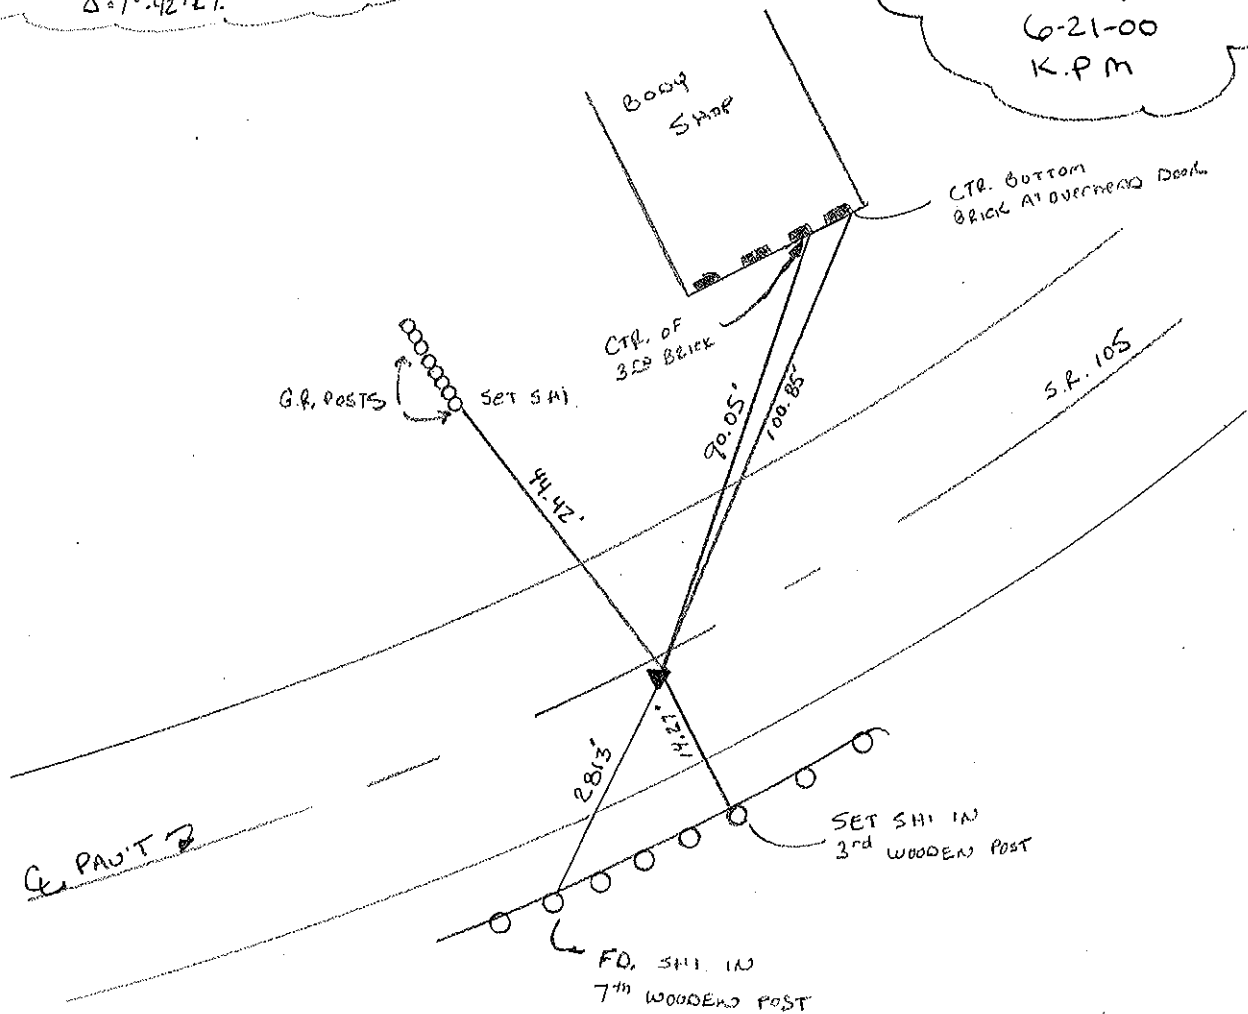 6-21-00
K.P.M
BODY
SHOP
CTR. BOTTOM
BRICK AT OVERHEAD DOOR
CTR. OF
3RD BRICK
G.R. POSTS
SET SHI
S.R. 105
90.05'
100.85'
44.42'
28.13'
14.27'
℄ PAV'T
SET SHI IN
3rd WOODEN POST
FD. SHI IN
7th WOODEN POST